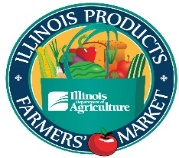 ILLINOIS PRODUCTS
Illinois
Department of
Agriculture
FARMERS' MARKET